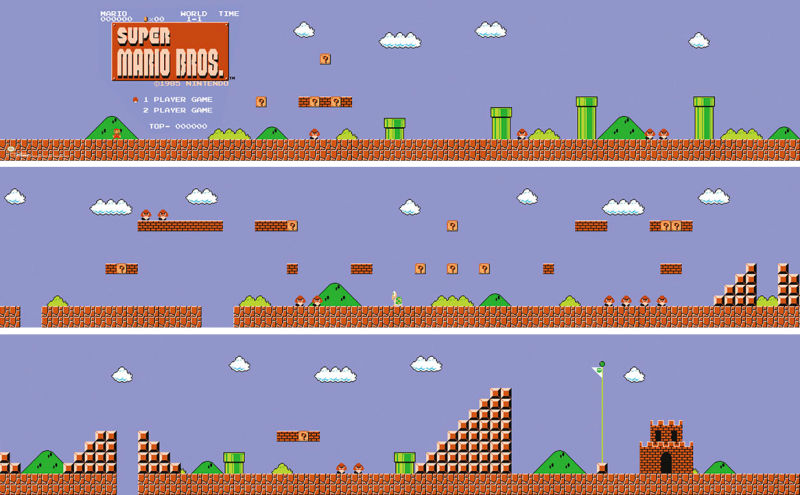 MARIO WORLD TIME
000000 x00 1-1
SUPER
MARIO BROS.
TM
©1985 NINTENDO
1 PLAYER GAME
2 PLAYER GAME
TOP- 000000
?
? ? ? ?
?
? ? ?
? ? ? ?
?